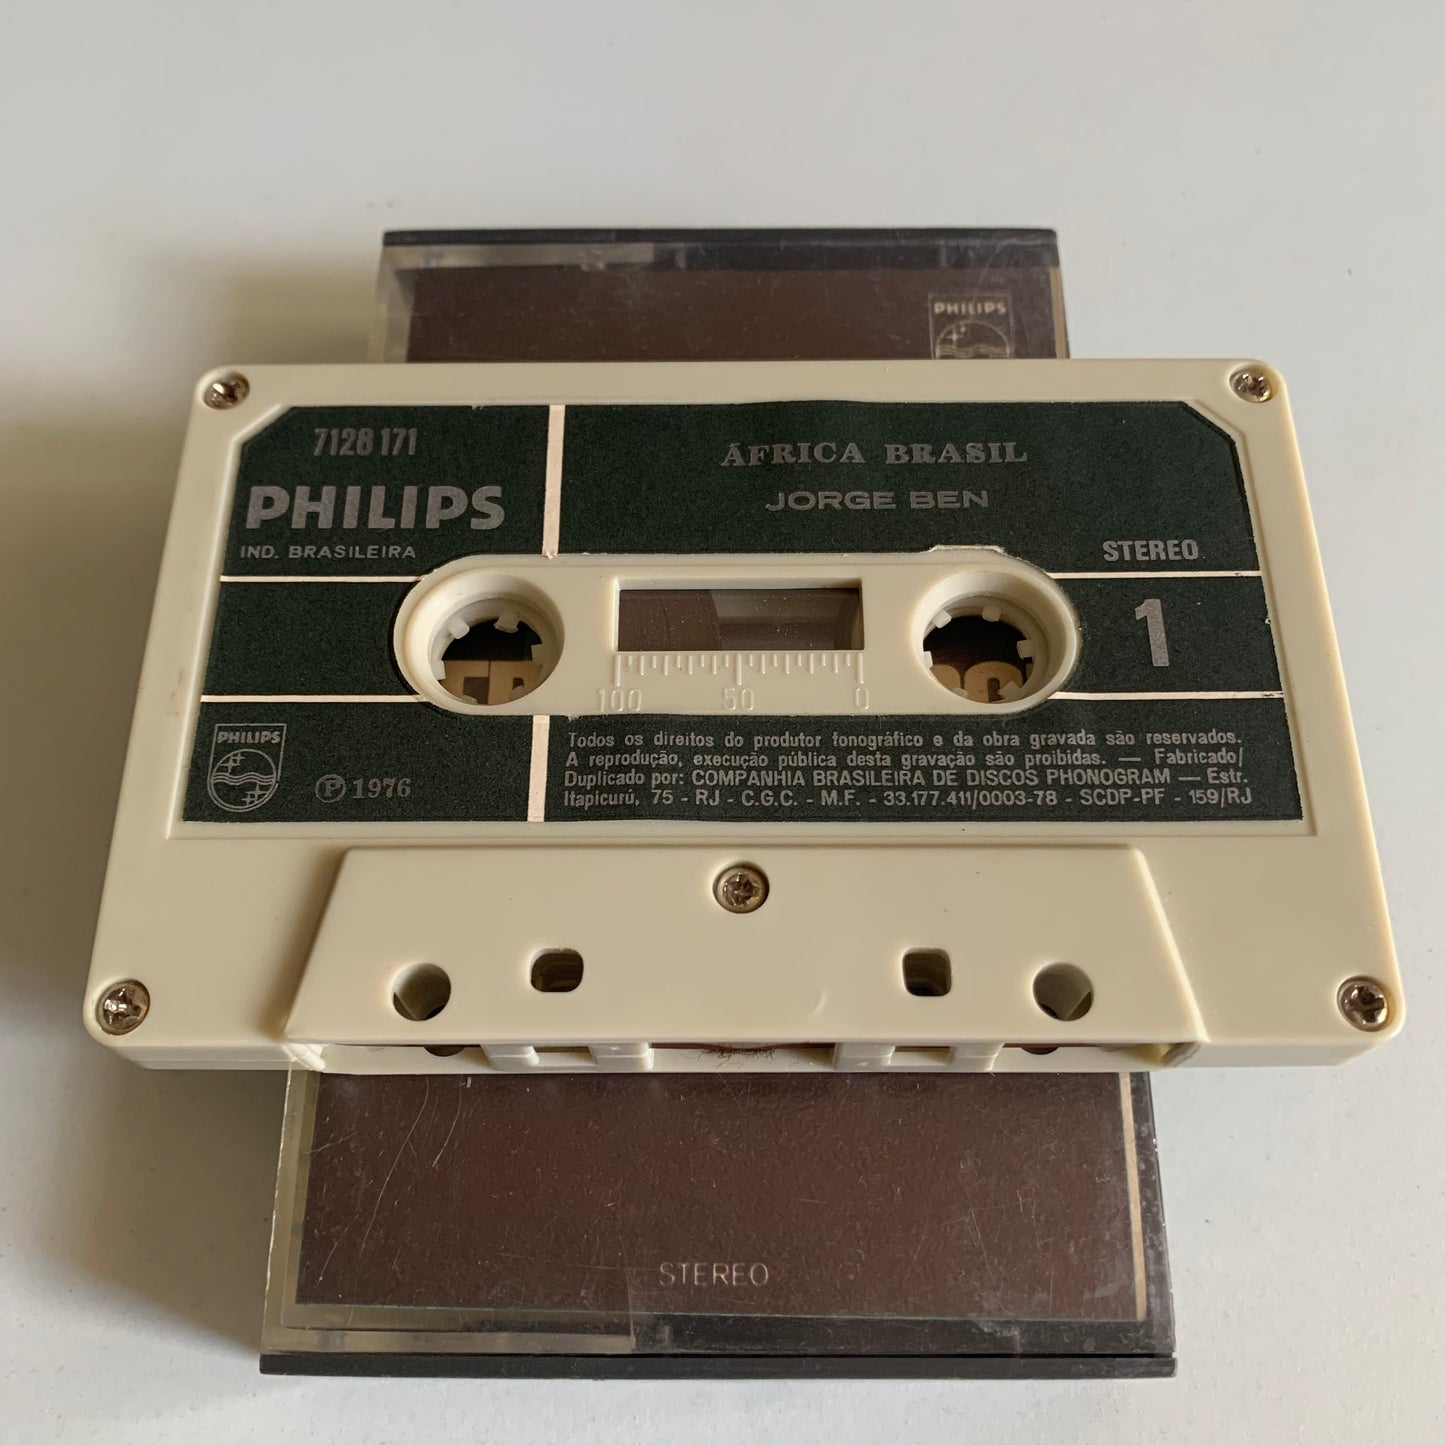 PHILIPS
7128 171
PHILIPS
IND. BRASILEIRA
ÁFRICA BRASIL
JORGE BEN
STEREO
1
100 50 0
PHILIPS
Ⓟ 1976
Todos os direitos do produtor fonográfico e da obra gravada são reservados.
A reprodução, execução pública desta gravação são proibidas. — Fabricado/
Duplicado por: COMPANHIA BRASILEIRA DE DISCOS PHONOGRAM — Estr.
Itapicurú, 75 - RJ - C.G.C. - M.F. - 33.177.411/0003-78 - SCDP-PF - 159/RJ
STEREO